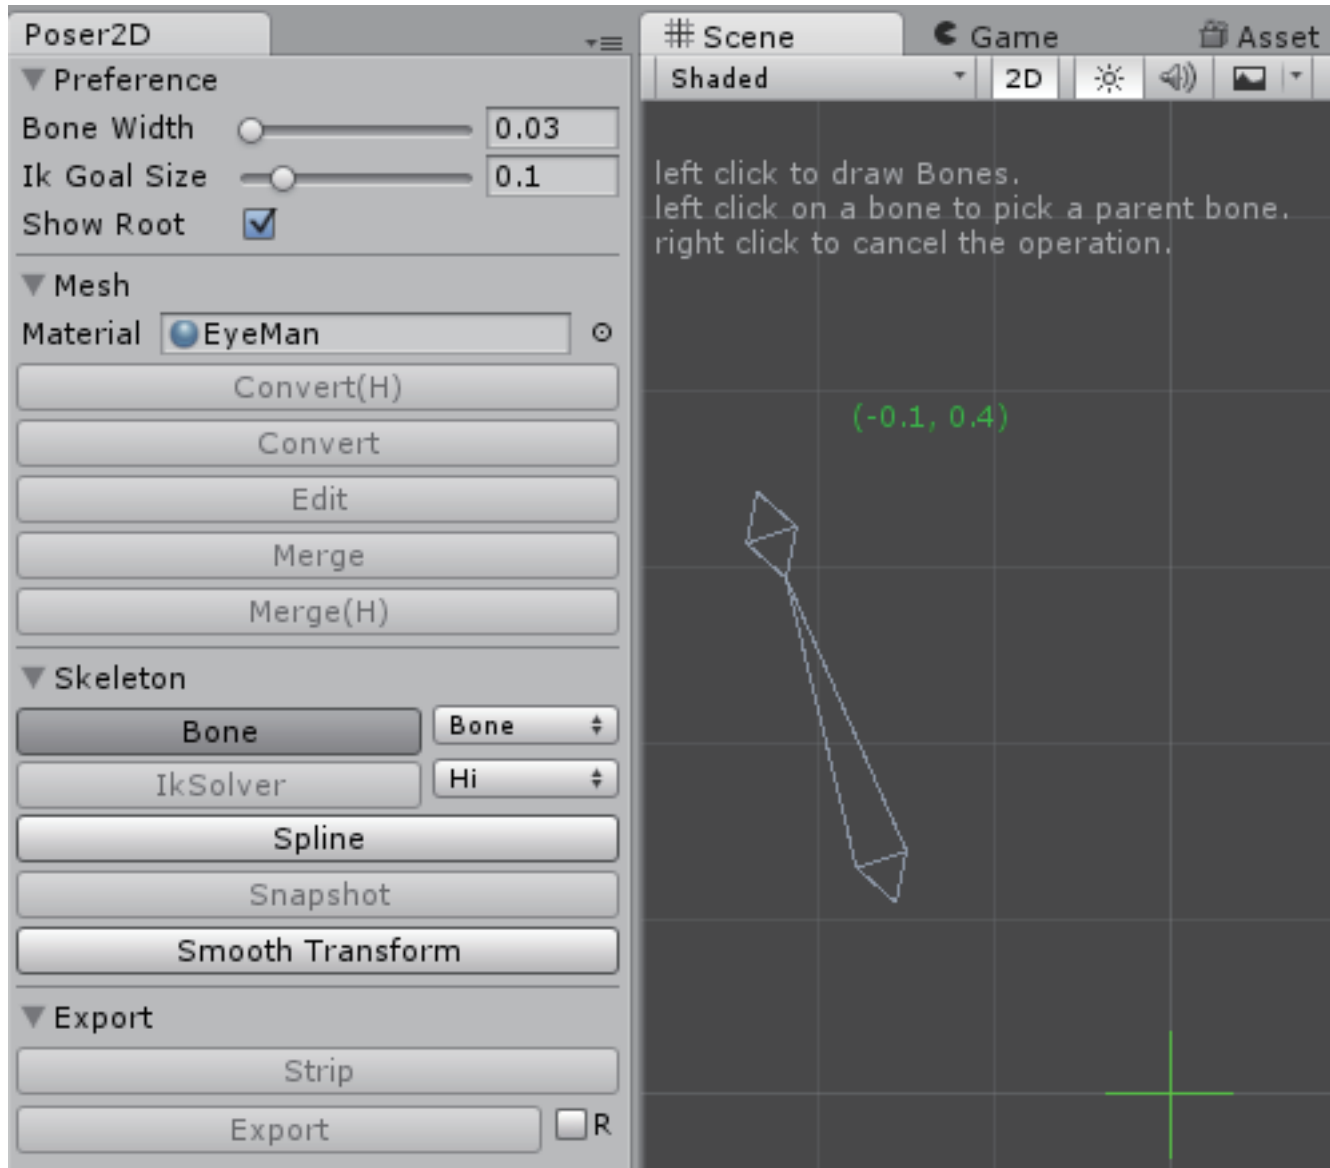 Poser2D
Preference
Bone Width 0.03
Ik Goal Size 0.1
Show Root
Mesh
Material EyeMan
Convert(H)
Convert
Edit
Merge
Merge(H)
Skeleton
Bone Bone
IkSolver Hi
Spline
Snapshot
Smooth Transform
Export
Strip
Export R
Scene Game Asset
Shaded 2D
left click to draw Bones.
left click on a bone to pick a parent bone.
right click to cancel the operation.
(-0.1, 0.4)